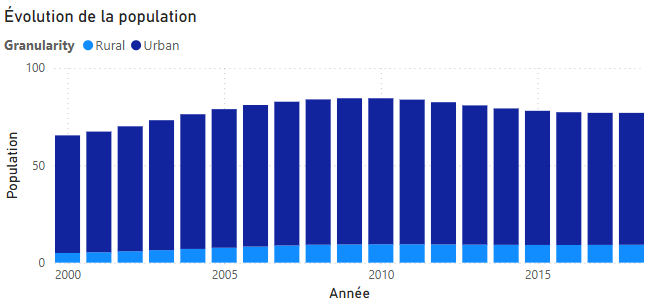 Évolution de la population
Granularity Rural Urban
100
50
0
Population
2000 2005 2010 2015
Année